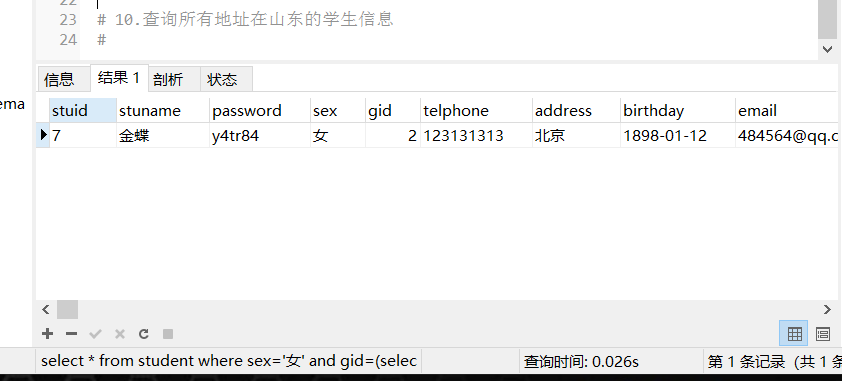 22
23 # 10.查询所有地址在山东的学生信息
24 #
ema
信息 结果 1 剖析 状态
stuid stuname password sex gid telphone address birthday email
7 金蝶 y4tr84 女 2 123131313 北京 1898-01-12 484564@qq.c
select * from student where sex='女' and gid=(selec 查询时间: 0.026s 第 1 条记录 (共 1 条